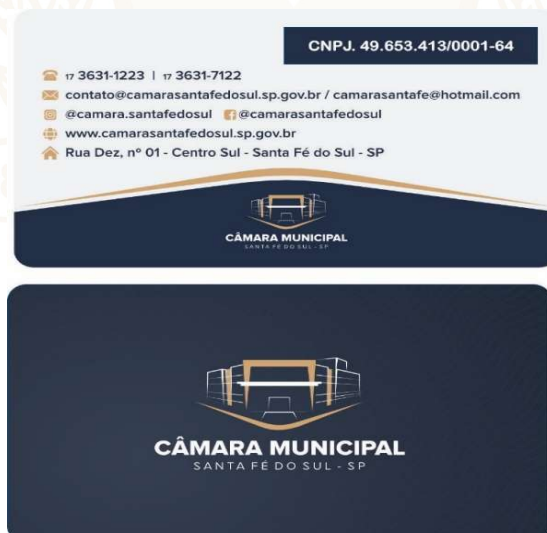 CNPJ. 49.653.413/0001-64
17 3631-1223 | 17 3631-7122
contato@camarasantafedosul.sp.gov.br / camarasantafe@hotmail.com
@camara.santafedosul @camarasantafedosul
www.camarasantafedosul.sp.gov.br
Rua Dez, nº 01 - Centro Sul - Santa Fé do Sul - SP
CÂMARA MUNICIPAL
SANTA FÉ DO SUL - SP
CÂMARA MUNICIPAL
SANTA FÉ DO SUL - SP